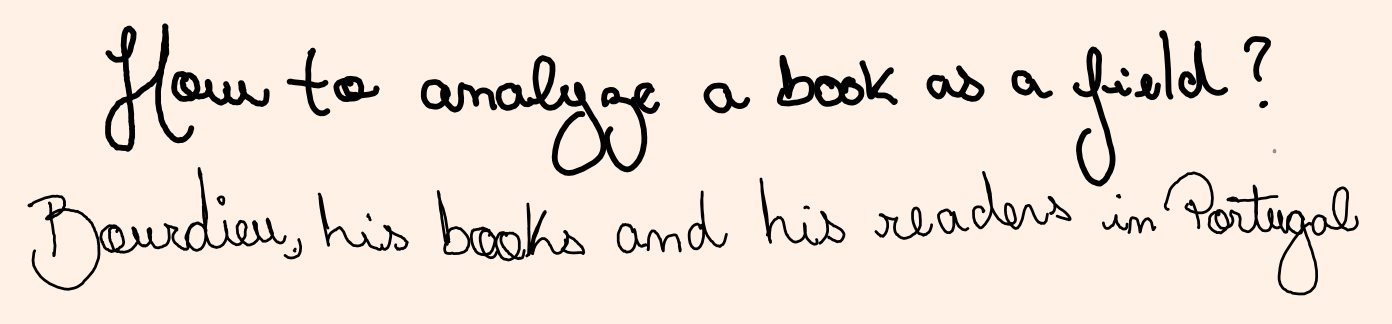 How to analyze a book as a field?
Bourdieu, his books and his readers in Portugal